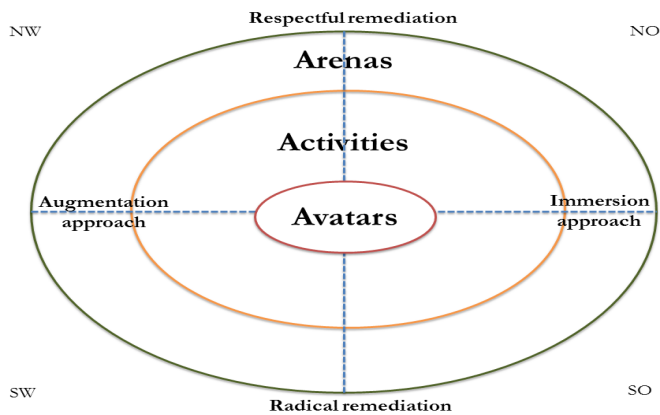 Respectful remediation
NW
NO
Arenas
Activities
Augmentation
approach
Avatars
Immersion
approach
SW
SO
Radical remediation